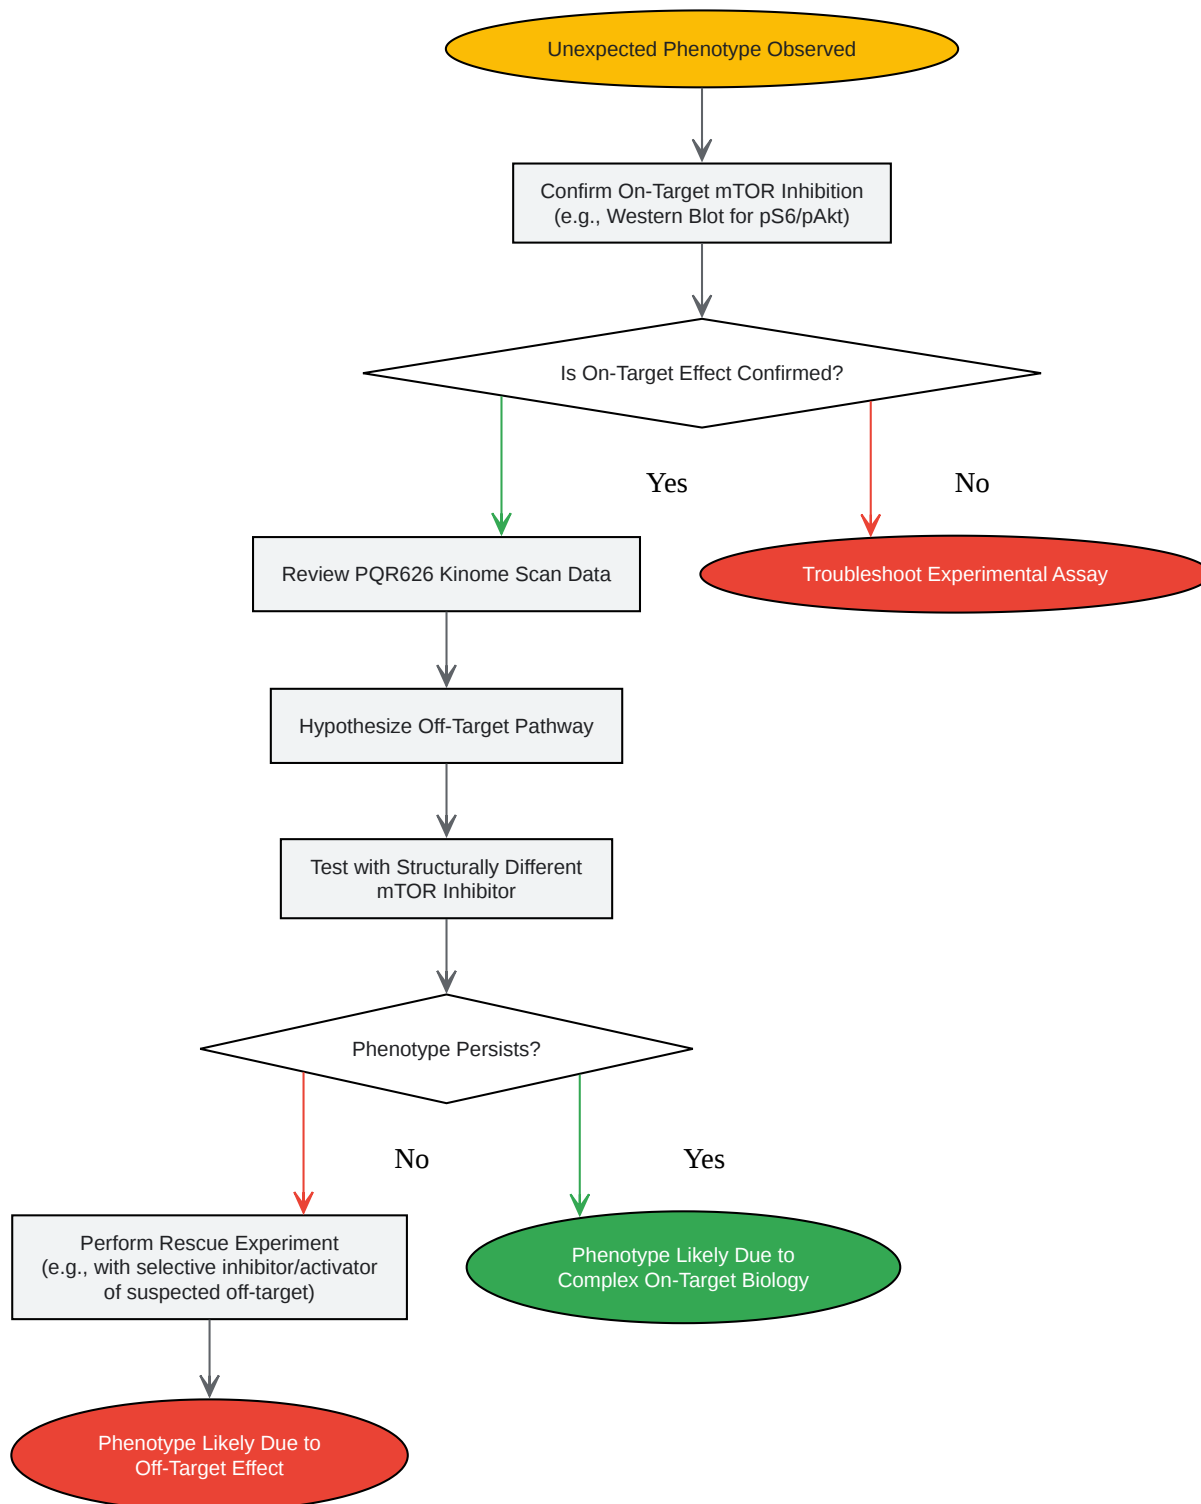 Unexpected Phenotype Observed
Confirm On-Target mTOR Inhibition
(e.g., Western Blot for pS6/pAkt)
Is On-Target Effect Confirmed?
Yes
No
Review PQR626 Kinome Scan Data
Troubleshoot Experimental Assay
Hypothesize Off-Target Pathway
Test with Structurally Different
mTOR Inhibitor
Phenotype Persists?
No
Yes
Perform Rescue Experiment
(e.g., with selective inhibitor/activator
of suspected off-target)
Phenotype Likely Due to
Complex On-Target Biology
Phenotype Likely Due to
Off-Target Effect